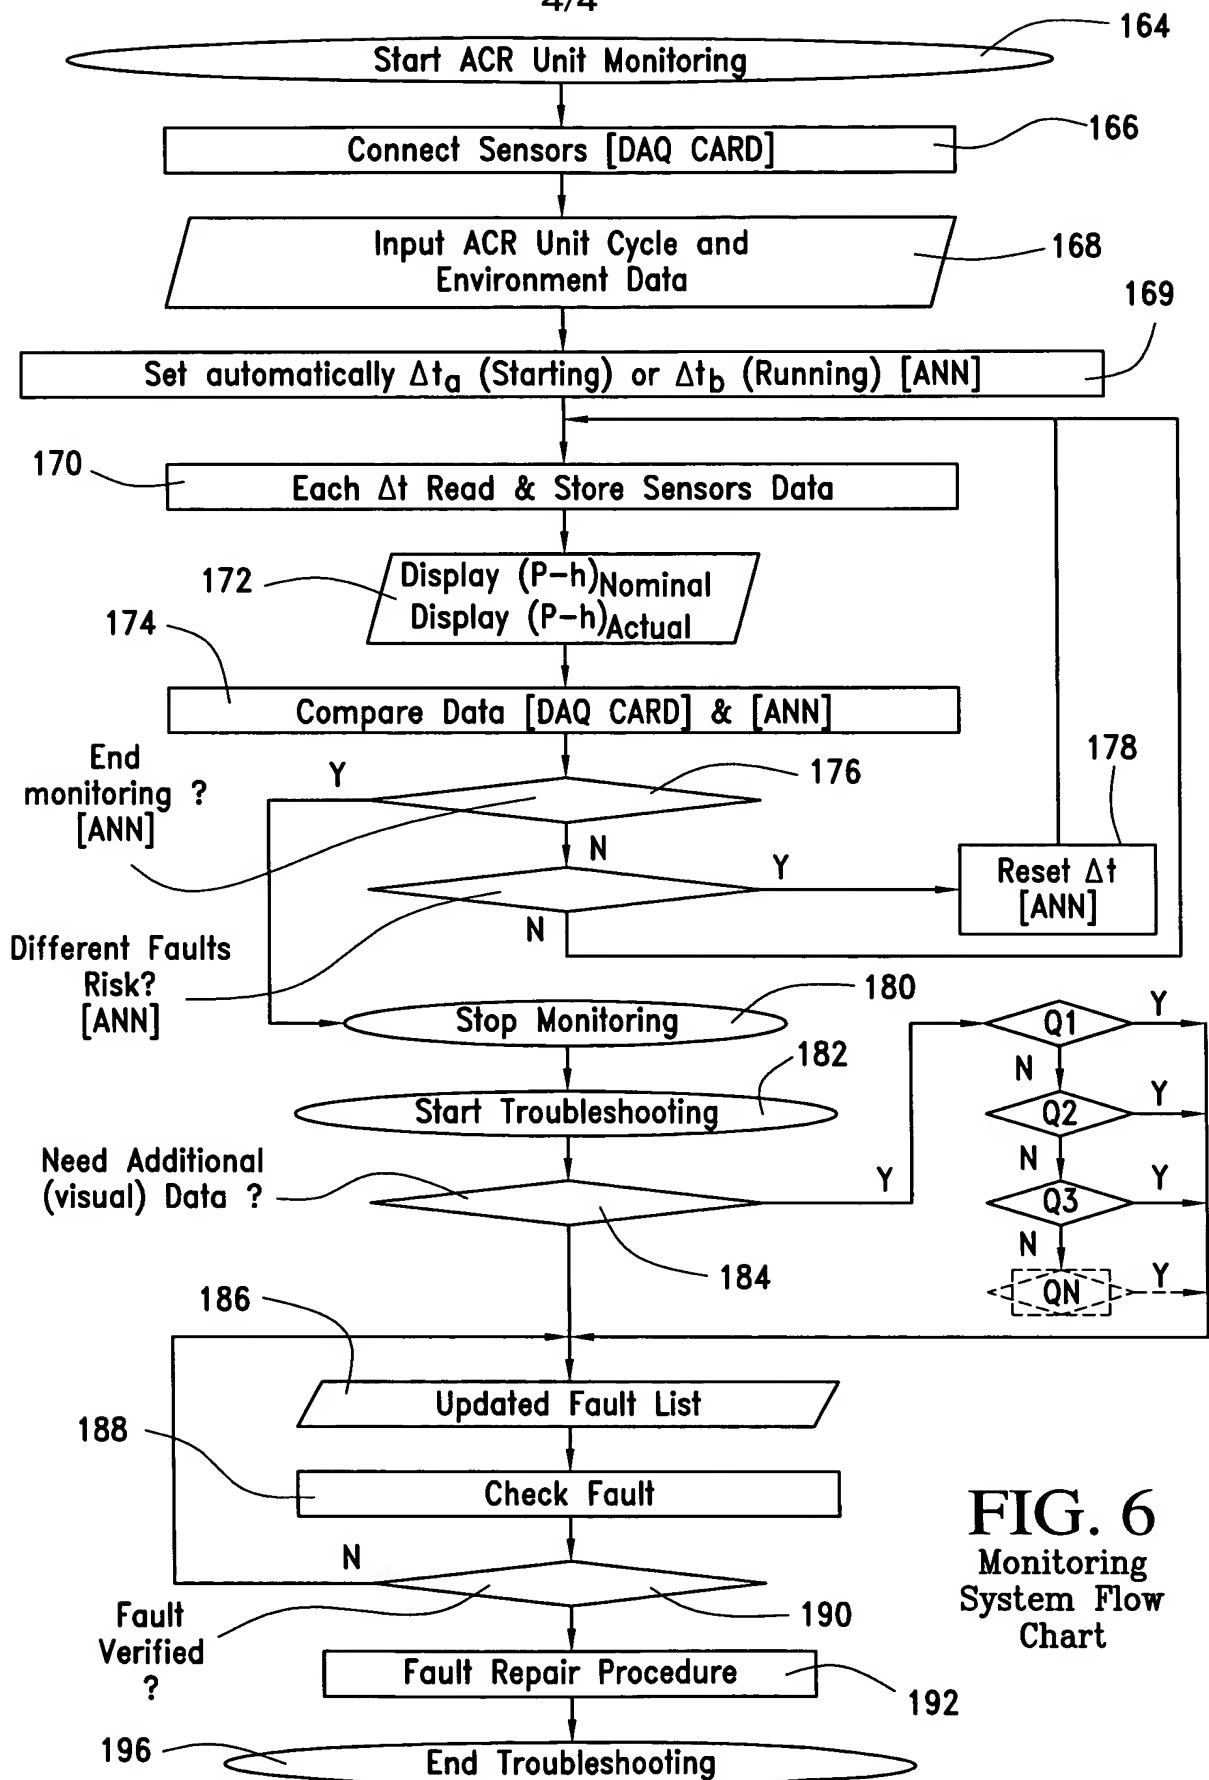 4/4
164
Start ACR Unit Monitoring
166
Connect Sensors [DAQ CARD]
Input ACR Unit Cycle and
Environment Data
168
169
Set automatically Δta (Starting) or Δtb (Running) [ANN]
170
Each Δt Read & Store Sensors Data
172
Display (P-h)Nominal
Display (P-h)Actual
174
Compare Data [DAQ CARD] & [ANN]
End
monitoring ?
[ANN]
Y
176
178
N
Y
Reset Δt
[ANN]
N
Different Faults
Risk?
[ANN]
180
Stop Monitoring
Q1
Y
N
182
Start Troubleshooting
Q2
Y
N
Need Additional
(visual) Data ?
Y
Q3
Y
N
184
QN
Y
186
Updated Fault List
188
Check Fault
N
190
Fault
Verified
?
Fault Repair Procedure
192
196
End Troubleshooting
FIG. 6
Monitoring
System Flow
Chart